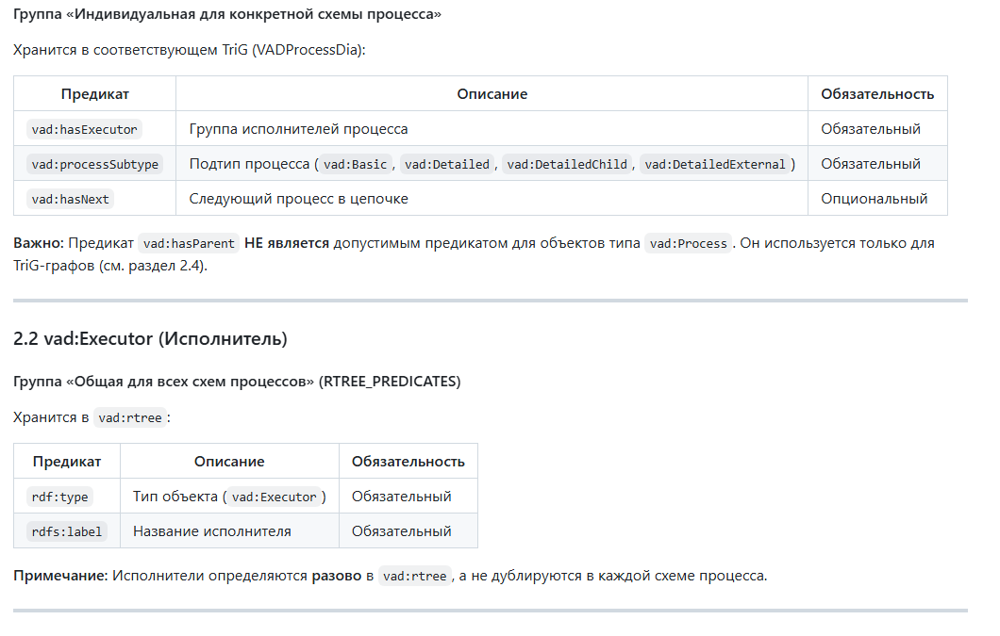 Группа «Индивидуальная для конкретной схемы процесса»
Хранится в соответствующем TriG (VADProcessDia):
Предикат Описание Обязательность
vad:hasExecutor Группа исполнителей процесса Обязательный
vad:processSubtype Подтип процесса ( vad:Basic , vad:Detailed , vad:DetailedChild , vad:DetailedExternal ) Обязательный
vad:hasNext Следующий процесс в цепочке Опциональный
Важно: Предикат vad:hasParent НЕ является допустимым предикатом для объектов типа vad:Process . Он используется только для
TriG-графов (см. раздел 2.4).
2.2 vad:Executor (Исполнитель)
Группа «Общая для всех схем процессов» (RTREE_PREDICATES)
Хранится в vad:rtree :
Предикат Описание Обязательность
rdf:type Тип объекта ( vad:Executor ) Обязательный
rdfs:label Название исполнителя Обязательный
Примечание: Исполнители определяются разово в vad:rtree , а не дублируются в каждой схеме процесса.